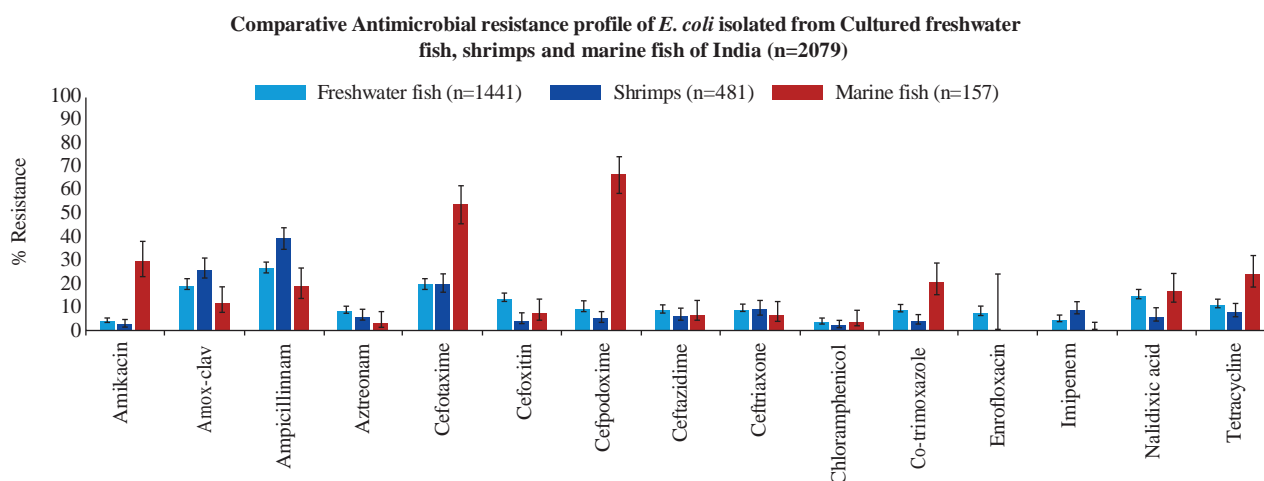 Comparative Antimicrobial resistance profile of E. coli isolated from Cultured freshwater
fish, shrimps and marine fish of India (n=2079)
Freshwater fish (n=1441)
Shrimps (n=481)
Marine fish (n=157)
% Resistance
100
90
80
70
60
50
40
30
20
10
0
Amikacin
Amox-clav
Ampicillinnam
Aztreonam
Cefotaxime
Cefoxitin
Cefpodoxime
Ceftazidime
Ceftriaxone
Chloramphenicol
Co-trimoxazole
Enrofloxacin
Imipenem
Nalidixic acid
Tetracycline